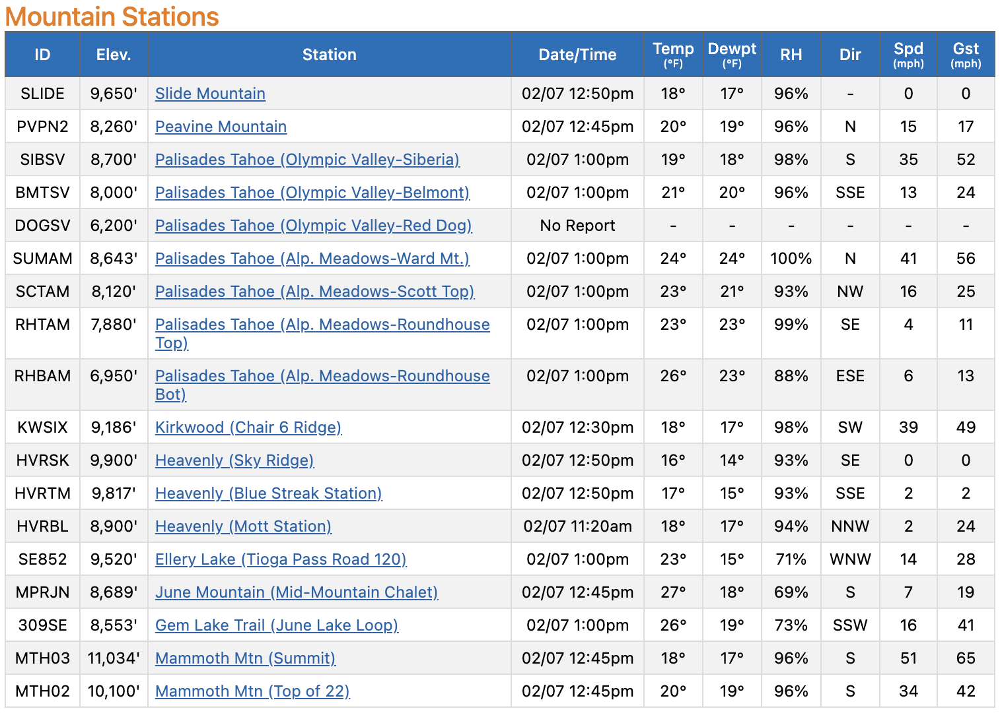 Mountain Stations
ID Elev. Station Date/Time Temp (°F) Dewpt (°F) RH Dir Spd (mph) Gst (mph)
SLIDE 9,650' Slide Mountain 02/07 12:50pm 18° 17° 96% - 0 0
PVPN2 8,260' Peavine Mountain 02/07 12:45pm 20° 19° 96% N 15 17
SIBSV 8,700' Palisades Tahoe (Olympic Valley-Siberia) 02/07 1:00pm 19° 18° 98% S 35 52
BMTSV 8,000' Palisades Tahoe (Olympic Valley-Belmont) 02/07 1:00pm 21° 20° 96% SSE 13 24
DOGSV 6,200' Palisades Tahoe (Olympic Valley-Red Dog) No Report - - - - - -
SUMAM 8,643' Palisades Tahoe (Alp. Meadows-Ward Mt.) 02/07 1:00pm 24° 24° 100% N 41 56
SCTAM 8,120' Palisades Tahoe (Alp. Meadows-Scott Top) 02/07 1:00pm 23° 21° 93% NW 16 25
RHTAM 7,880' Palisades Tahoe (Alp. Meadows-Roundhouse 02/07 1:00pm 23° 23° 99% SE 4 11
Top)
RHBAM 6,950' Palisades Tahoe (Alp. Meadows-Roundhouse 02/07 1:00pm 26° 23° 88% ESE 6 13
Bot)
KWSIX 9,186' Kirkwood (Chair 6 Ridge) 02/07 12:30pm 18° 17° 98% SW 39 49
HVRSK 9,900' Heavenly (Sky Ridge) 02/07 12:50pm 16° 14° 93% SE 0 0
HVRTM 9,817' Heavenly (Blue Streak Station) 02/07 12:50pm 17° 15° 93% SSE 2 2
HVRBL 8,900' Heavenly (Mott Station) 02/07 11:20am 18° 17° 94% NNW 2 24
SE852 9,520' Ellery Lake (Tioga Pass Road 120) 02/07 1:00pm 23° 15° 71% WNW 14 28
MPRJN 8,689' June Mountain (Mid-Mountain Chalet) 02/07 12:45pm 27° 18° 69% S 7 19
309SE 8,553' Gem Lake Trail (June Lake Loop) 02/07 1:00pm 26° 19° 73% SSW 16 41
MTH03 11,034' Mammoth Mtn (Summit) 02/07 12:45pm 18° 17° 96% S 51 65
MTH02 10,100' Mammoth Mtn (Top of 22) 02/07 12:45pm 20° 19° 96% S 34 42